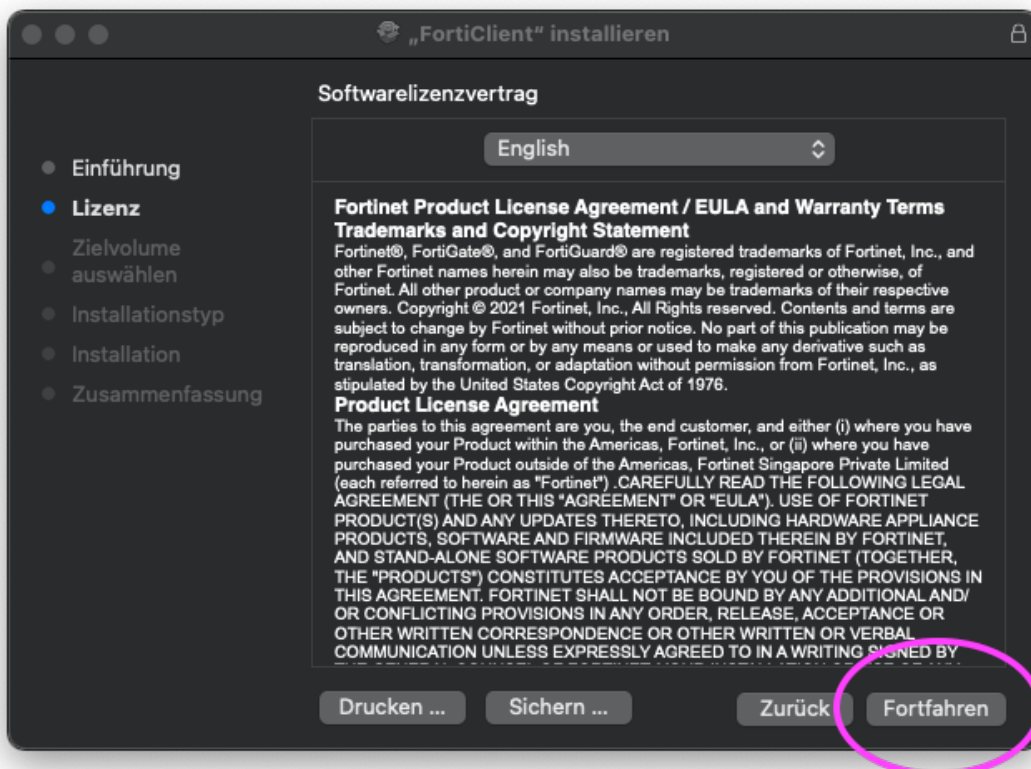 „FortiClient“ installieren
Softwarelizenzvertrag
Einführung
Lizenz
Zielvolume
auswählen
Installationstyp
Installation
Zusammenfassung
English
Fortinet Product License Agreement / EULA and Warranty Terms
Trademarks and Copyright Statement
Fortinet®, FortiGate®, and FortiGuard® are registered trademarks of Fortinet, Inc., and
other Fortinet names herein may also be trademarks, registered or otherwise, of
Fortinet. All other product or company names may be trademarks of their respective
owners. Copyright © 2021 Fortinet, Inc., All Rights reserved. Contents and terms are
subject to change by Fortinet without prior notice. No part of this publication may be
reproduced in any form or by any means or used to make any derivative such as
translation, transformation, or adaptation without permission from Fortinet, Inc., as
stipulated by the United States Copyright Act of 1976.
Product License Agreement
The parties to this agreement are you, the end customer, and either (i) where you have
purchased your Product within the Americas, Fortinet, Inc., or (ii) where you have
purchased your Product outside of the Americas, Fortinet Singapore Private Limited
(each referred to herein as "Fortinet") .CAREFULLY READ THE FOLLOWING LEGAL
AGREEMENT (THE OR THIS "AGREEMENT" OR "EULA"). USE OF FORTINET
PRODUCT(S) AND ANY UPDATES THERETO, INCLUDING HARDWARE APPLIANCE
PRODUCTS, SOFTWARE AND FIRMWARE INCLUDED THEREIN BY FORTINET,
AND STAND-ALONE SOFTWARE PRODUCTS SOLD BY FORTINET (TOGETHER,
THE "PRODUCTS") CONSTITUTES ACCEPTANCE BY YOU OF THE PROVISIONS IN
THIS AGREEMENT. FORTINET SHALL NOT BE BOUND BY ANY ADDITIONAL AND/
OR CONFLICTING PROVISIONS IN ANY ORDER, RELEASE, ACCEPTANCE OR
OTHER WRITTEN CORRESPONDENCE OR OTHER WRITTEN OR VERBAL
COMMUNICATION UNLESS EXPRESSLY AGREED TO IN A WRITING SIGNED BY
Drucken ...
Sichern ...
Zurück
Fortfahren